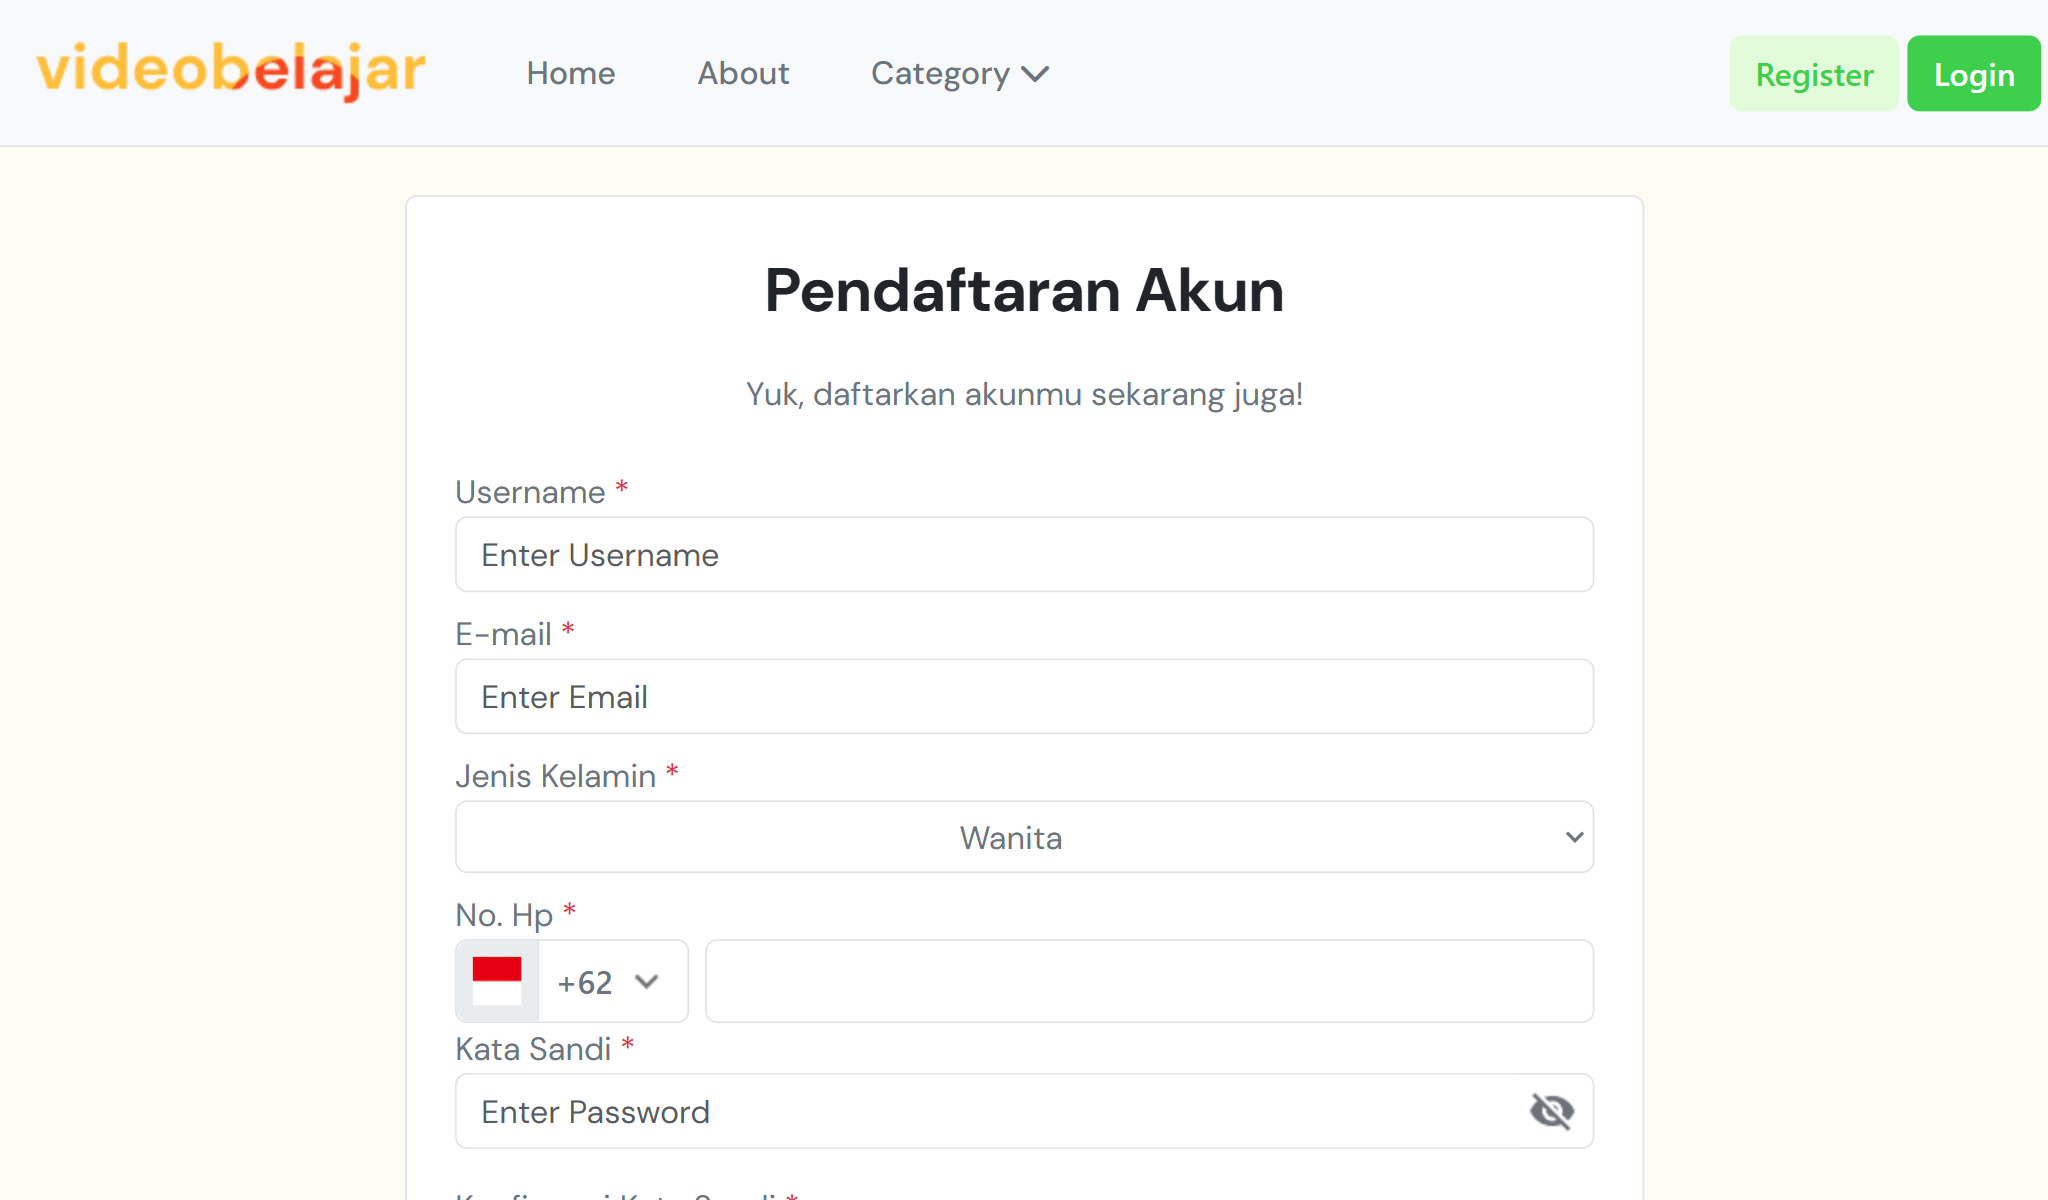 videobelajar
Home
About
Category
Register
Login
Pendaftaran Akun
Yuk, daftarkan akunmu sekarang juga!
Username *
Enter Username
E-mail *
Enter Email
Jenis Kelamin *
Wanita
No. Hp *
+62
Kata Sandi *
Enter Password